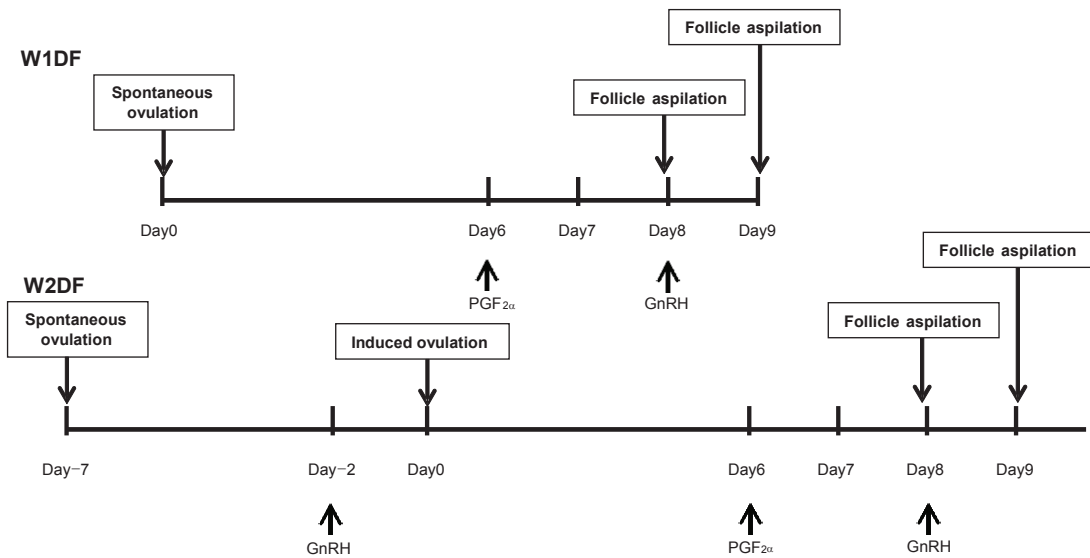 Follicle aspilation
W1DF
Spontaneous
ovulation
Follicle aspilation
Day0
Day6
Day7
Day8
Day9
PGF2α
GnRH
Follicle aspilation
W2DF
Spontaneous
ovulation
Induced ovulation
Follicle aspilation
Day−7
Day−2
Day0
Day6
Day7
Day8
Day9
GnRH
PGF2α
GnRH